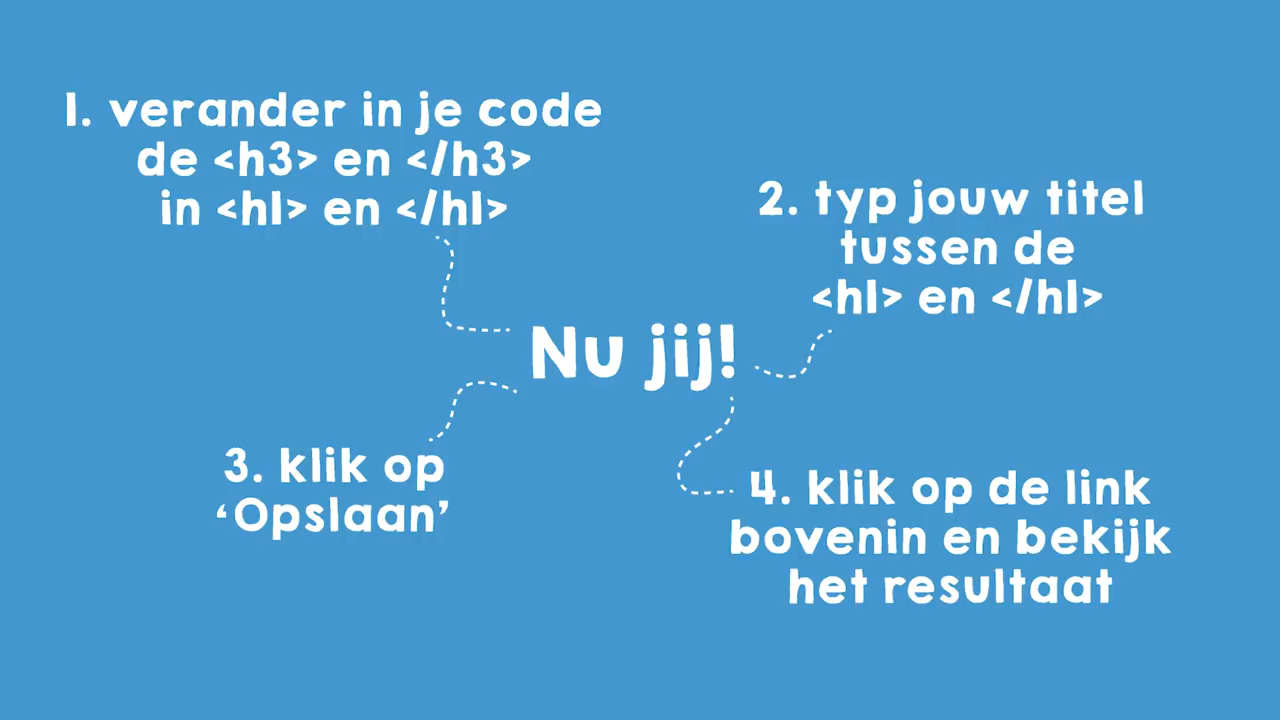 1. verander in je code
de <h3> en </h3>
in <h1> en </h1>
2. typ jouw titel
tussen de
<h1> en </h1>
Nu jij!
3. klik op
‘Opslaan’
4. klik op de link
bovenin en bekijk
het resultaat